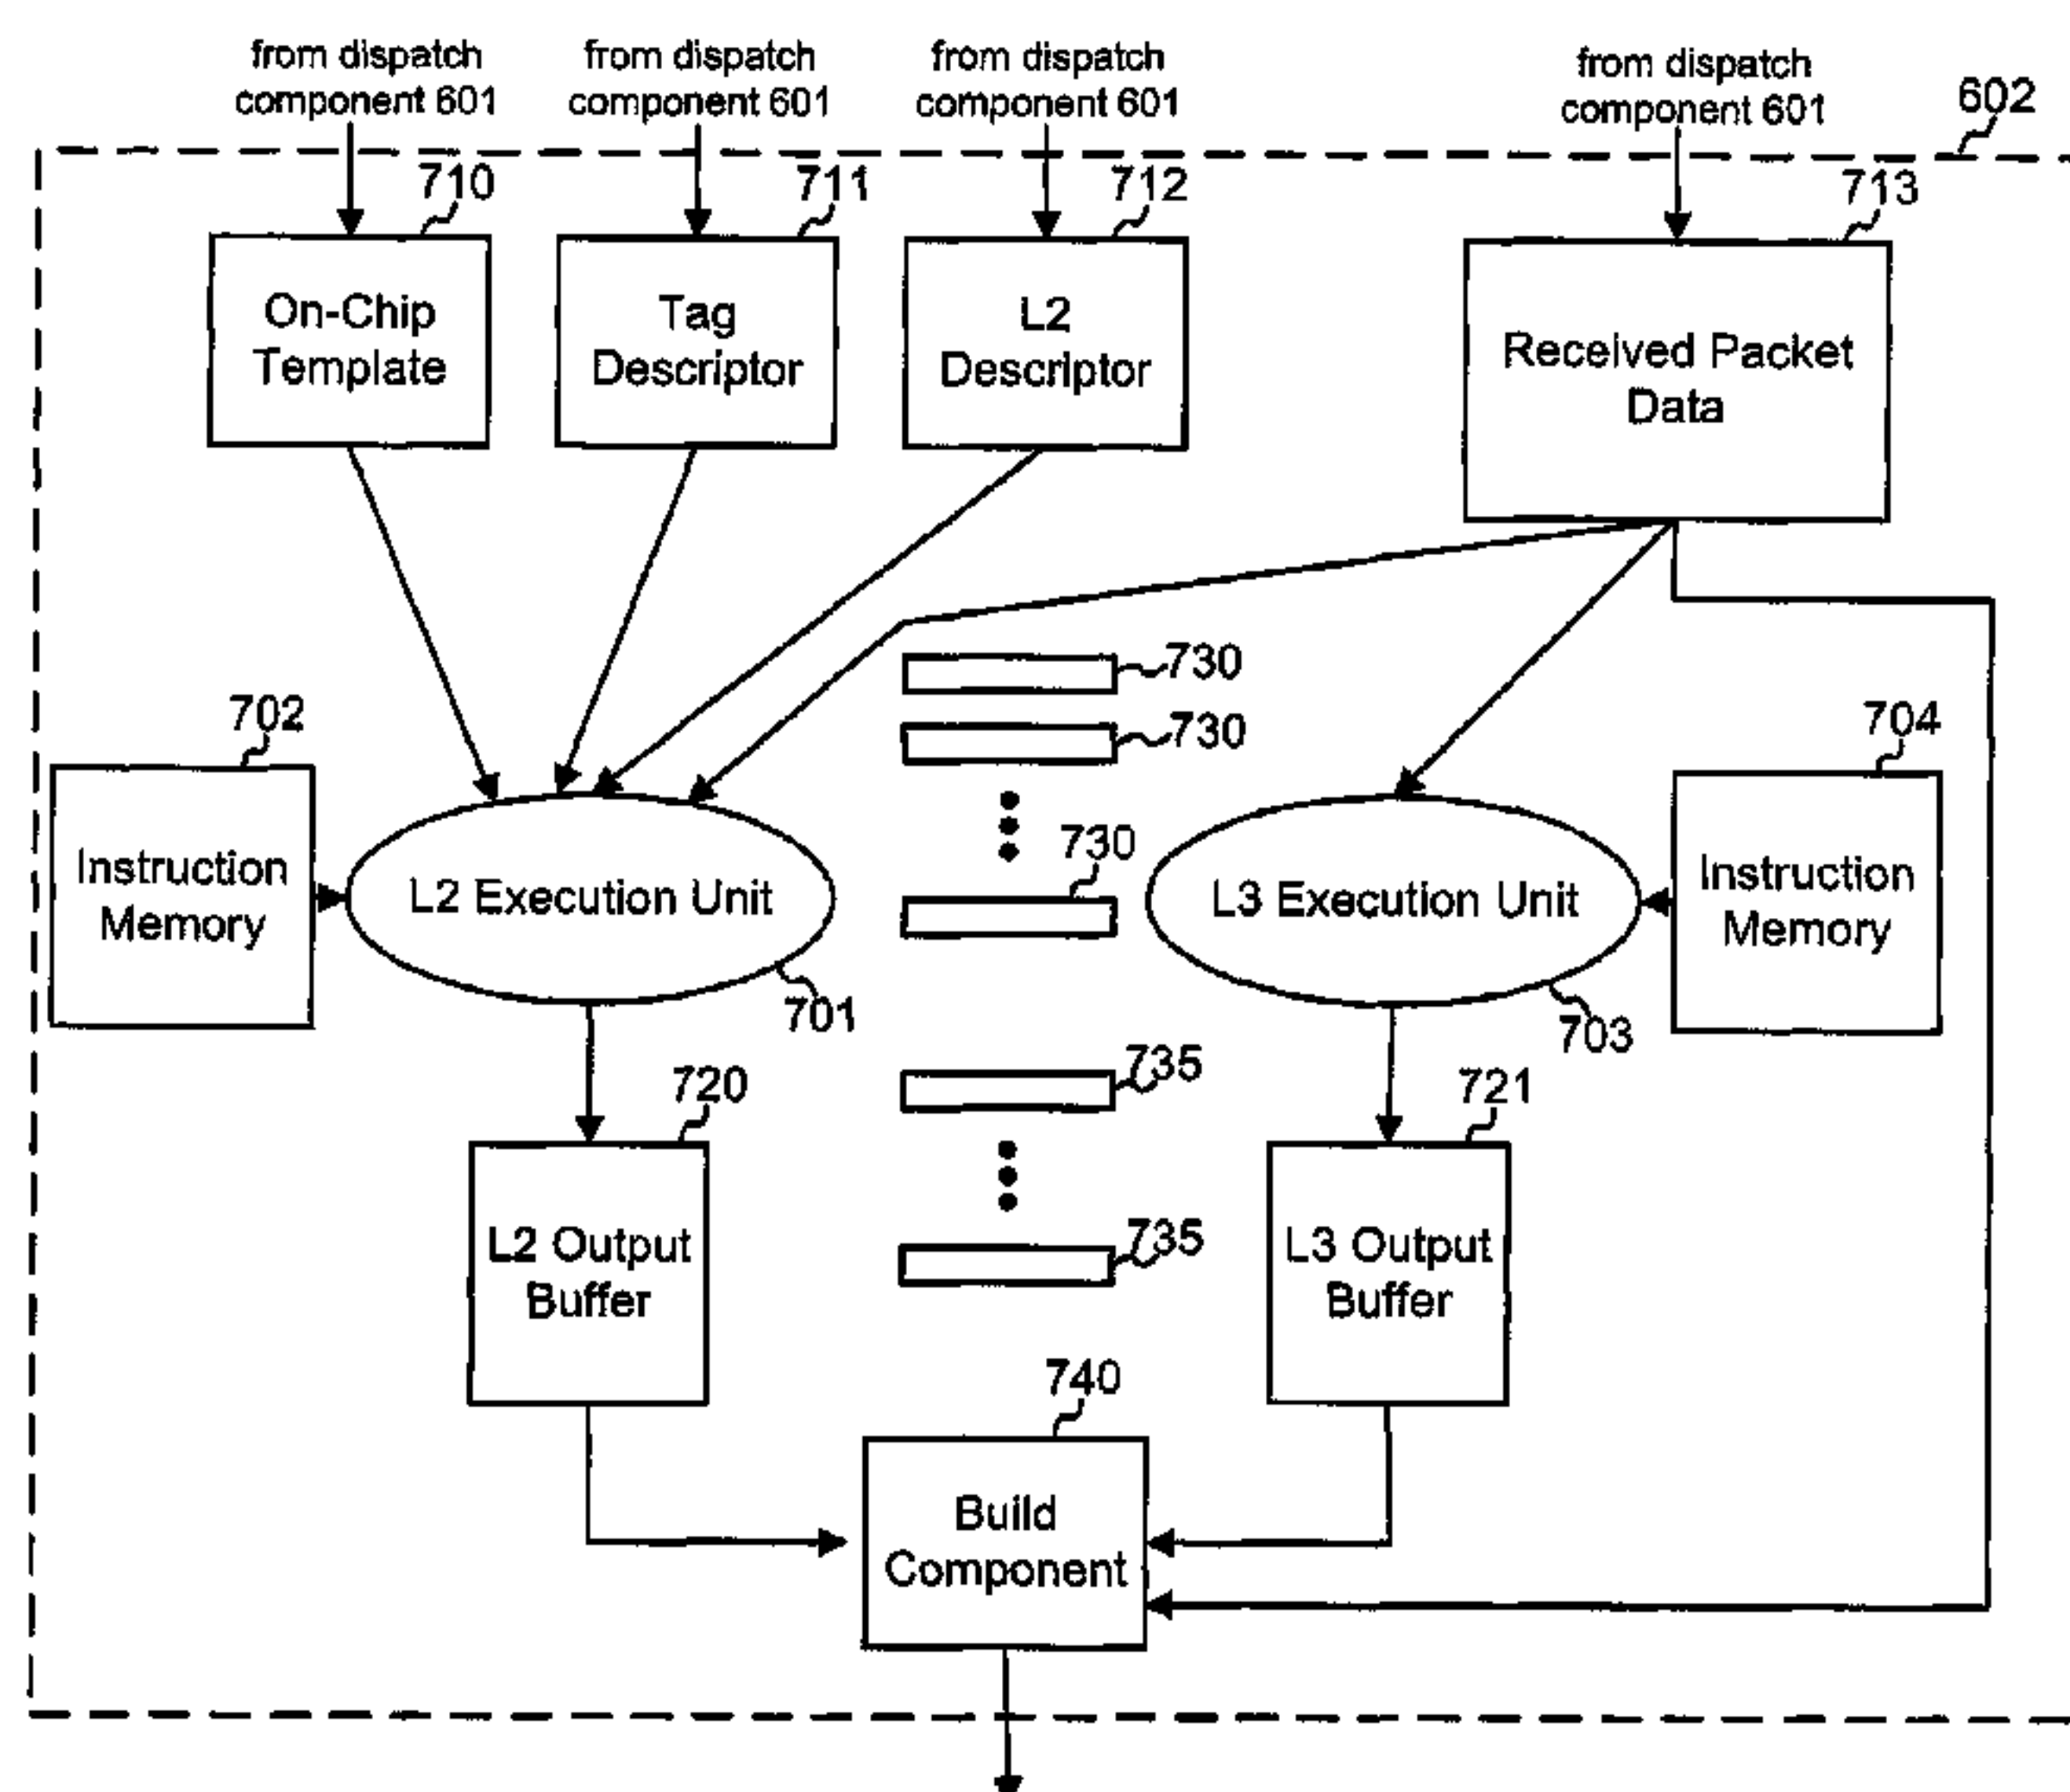 from dispatch
component 601
from dispatch
component 601
from dispatch
component 601
from dispatch
component 601
602
710
711
712
713
On-Chip
Template
Tag
Descriptor
L2
Descriptor
Received Packet
Data
730
730
702
704
730
Instruction
Memory
L2 Execution Unit
L3 Execution Unit
Instruction
Memory
701
703
735
720
721
L2 Output
Buffer
735
L3 Output
Buffer
740
Build
Component